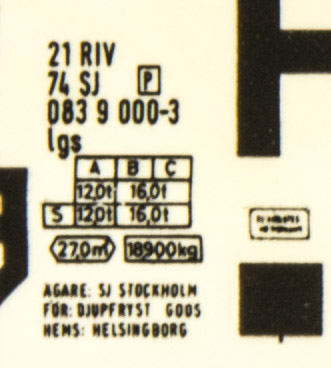 21 RIV
74 SJ P
083 9 000-3
lgs
A B C
12,0t 16,0t
S 12,0t 16,0t
27,0m² 18900kg
ÄGARE: SJ STOCKHOLM
FÖR: DJUPFRYST GODS
HEMS: HELSINGBORG